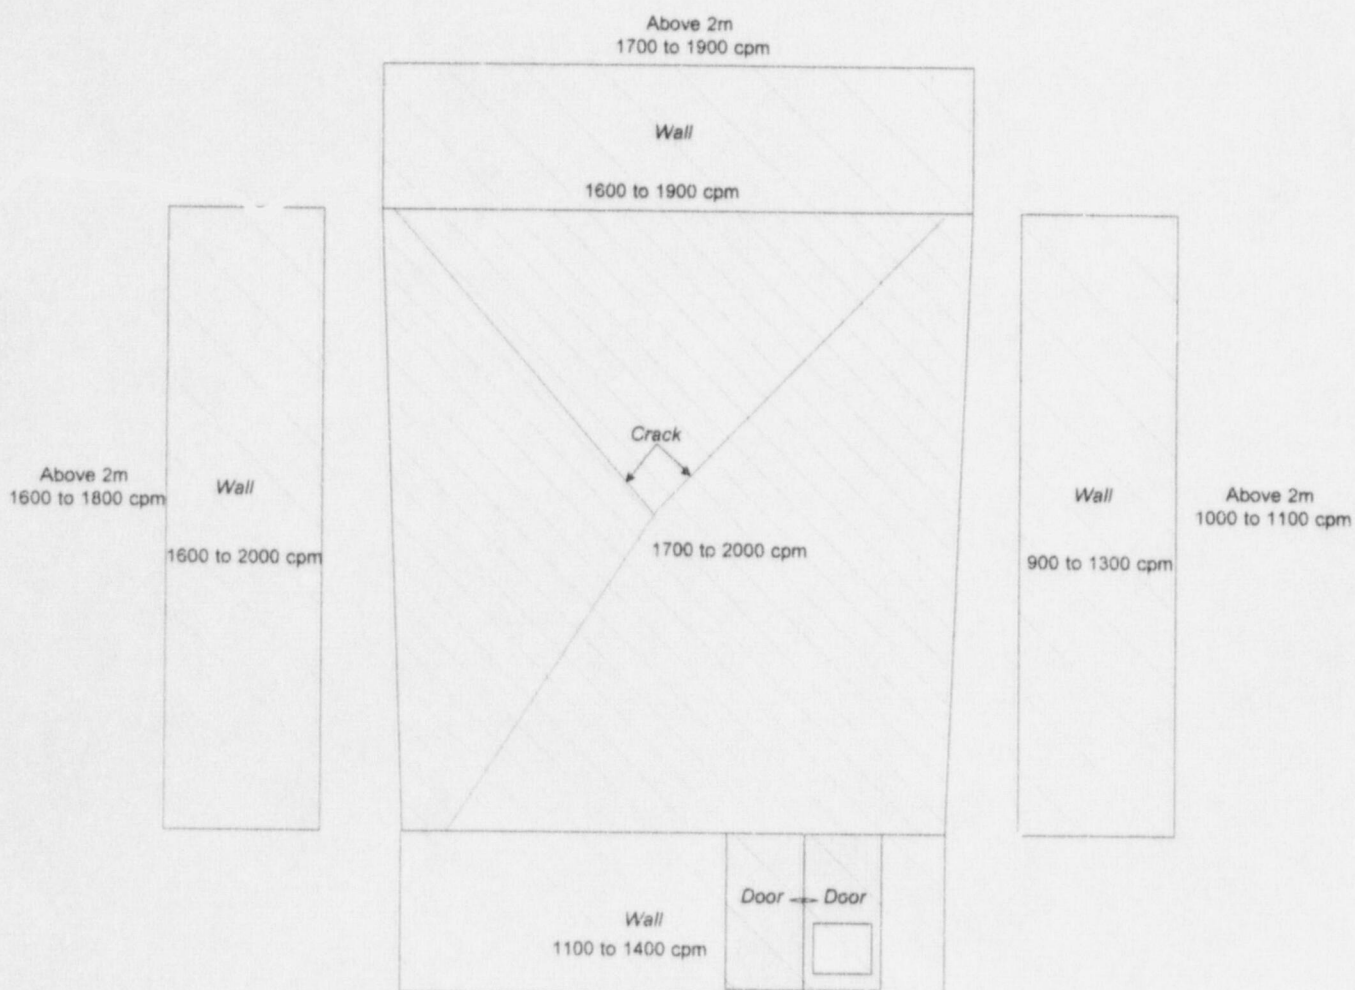 Above 2m
1700 to 1900 cpm
Wall
1600 to 1900 cpm
Crack
Above 2m
1600 to 1800 cpm
Wall
1600 to 2000 cpm
1700 to 2000 cpm
Wall
900 to 1300 cpm
Above 2m
1000 to 1100 cpm
Door Door
Wall
1100 to 1400 cpm